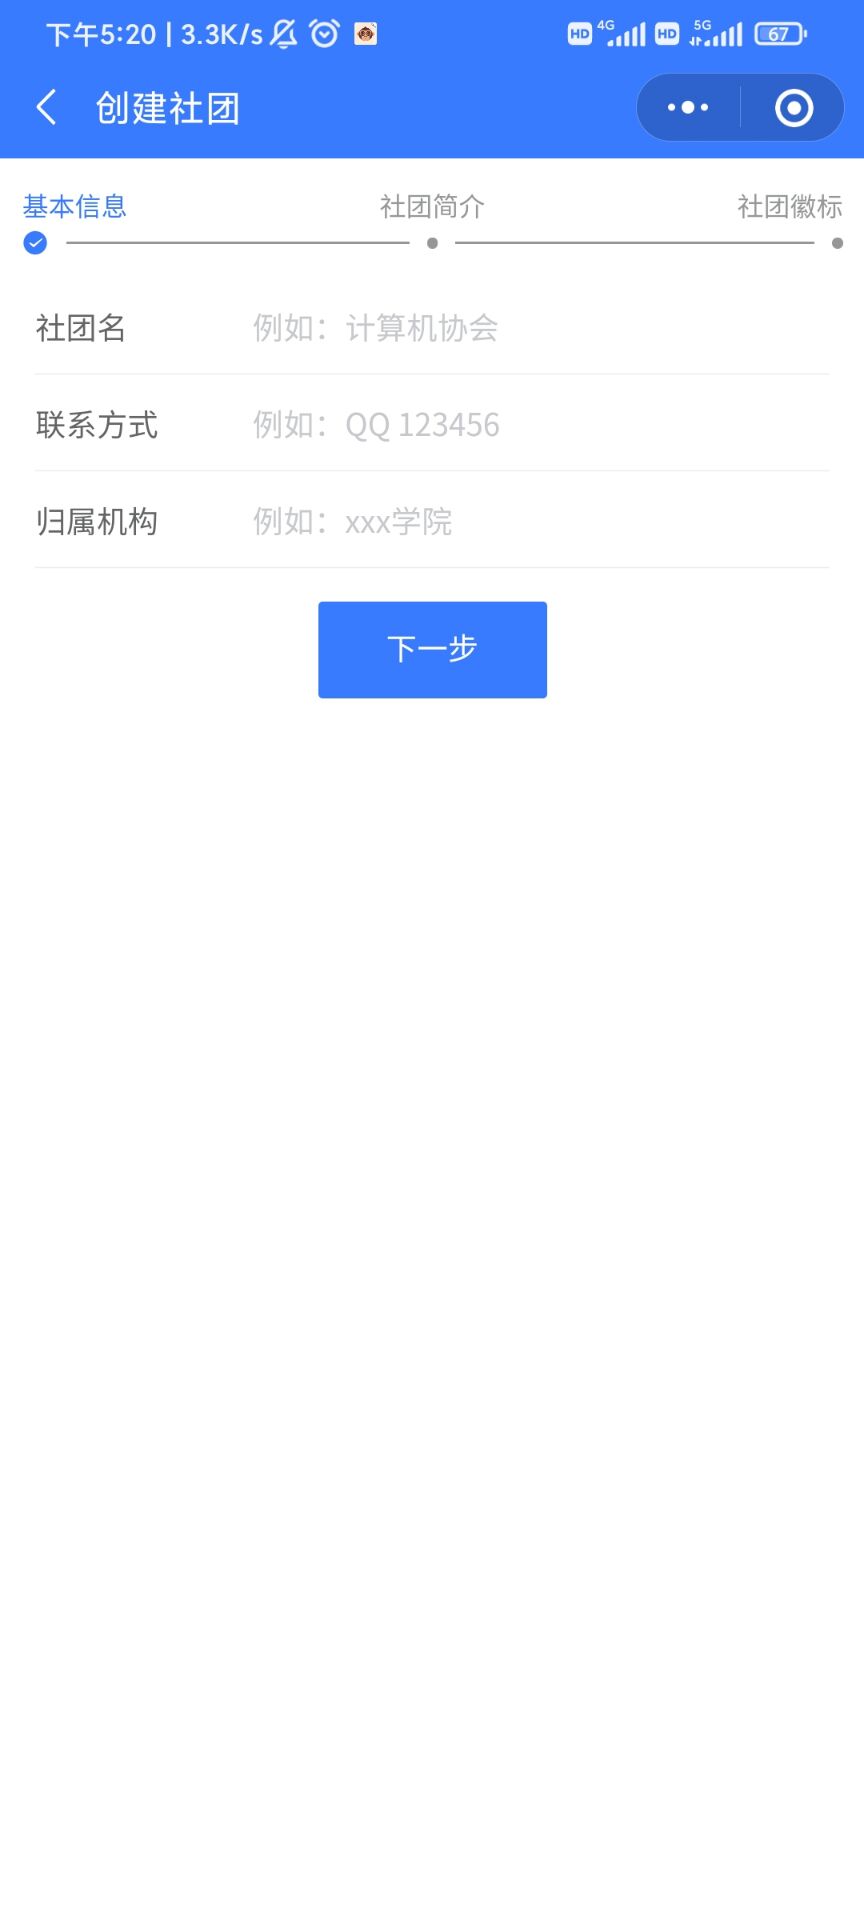 下午5:20 | 3.3K/s HD 4G HD 5G 67
创建社团
基本信息 社团简介 社团徽标
社团名 例如：计算机协会
联系方式 例如：QQ 123456
归属机构 例如：xxx学院
下一步